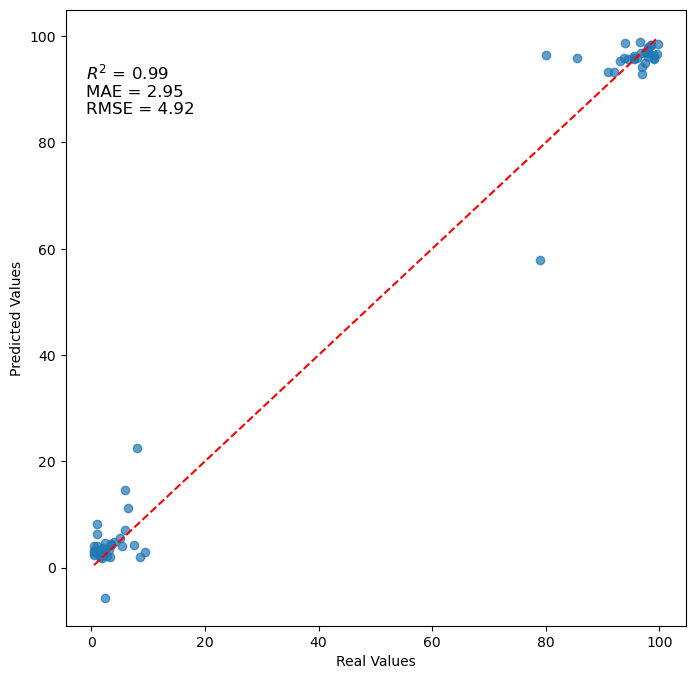 100
80
60
40
20
0
Predicted Values
R² = 0.99
MAE = 2.95
RMSE = 4.92
0 20 40 60 80 100
Real Values